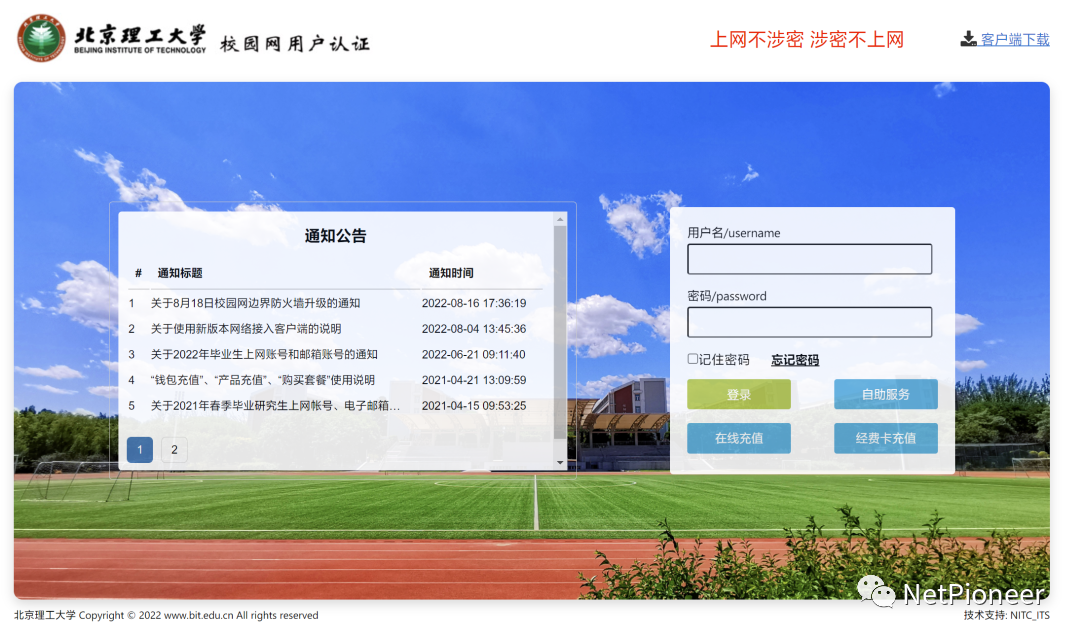 北京理工大学
BEIJING INSTITUTE OF TECHNOLOGY
校园网用户认证
上网不涉密 涉密不上网
客户端下载
通知公告
# 通知标题 通知时间
1 关于8月18日校园网边界防火墙升级的通知 2022-08-16 17:36:19
2 关于使用新版本网络接入客户端的说明 2022-08-04 13:45:36
3 关于2022年毕业生上网账号和邮箱账号的通知 2022-06-21 09:11:40
4 “钱包充值”、“产品充值”、“购买套餐”使用说明 2021-04-21 13:09:59
5 关于2021年春季毕业研究生上网帐号、电子邮箱… 2021-04-15 09:53:25
1 2
用户名/username
密码/password
记住密码 忘记密码
登录 自助服务
在线充值 经费卡充值
NetPioneer
北京理工大学 Copyright © 2022 www.bit.edu.cn All rights reserved
技术支持: NITC_ITS